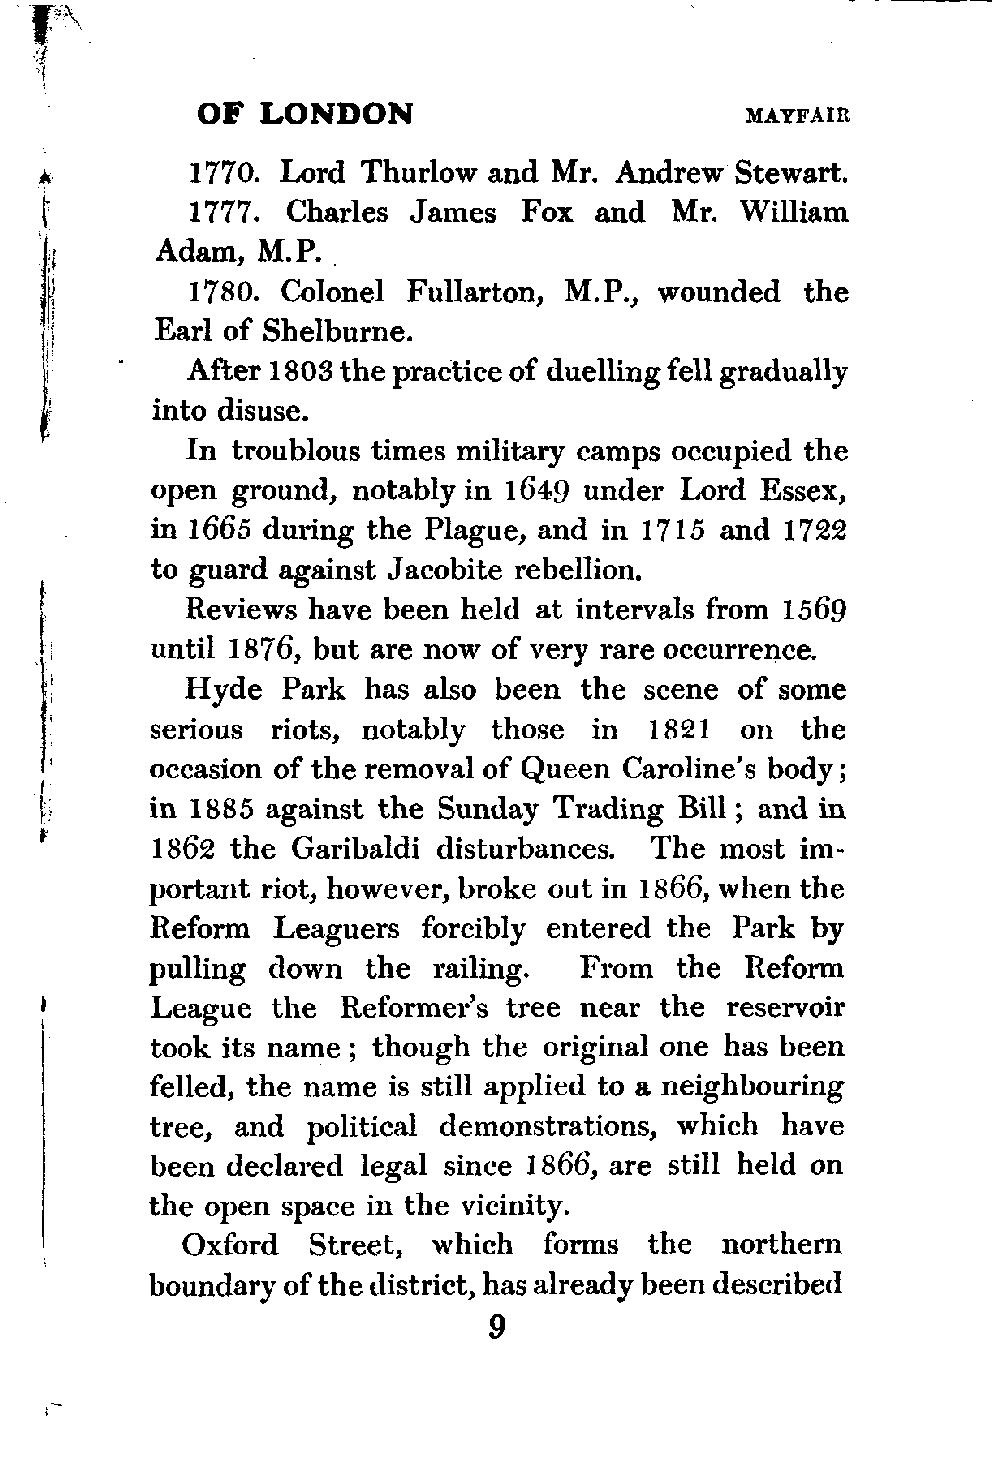 OF LONDON MAYFAIR
1770. Lord Thurlow and Mr. Andrew Stewart.
1777. Charles James Fox and Mr. William
Adam, M.P.
1780. Colonel Fullarton, M.P., wounded the
Earl of Shelburne.
After 1803 the practice of duelling fell gradually
into disuse.
In troublous times military camps occupied the
open ground, notably in 1649 under Lord Essex,
in 1665 during the Plague, and in 1715 and 1722
to guard against Jacobite rebellion.
Reviews have been held at intervals from 1569
until 1876, but are now of very rare occurrence.
Hyde Park has also been the scene of some
serious riots, notably those in 1821 on the
occasion of the removal of Queen Caroline's body;
in 1885 against the Sunday Trading Bill; and in
1862 the Garibaldi disturbances. The most im-
portant riot, however, broke out in 1866, when the
Reform Leaguers forcibly entered the Park by
pulling down the railing. From the Reform
League the Reformer's tree near the reservoir
took its name; though the original one has been
felled, the name is still applied to a neighbouring
tree, and political demonstrations, which have
been declared legal since 1866, are still held on
the open space in the vicinity.
Oxford Street, which forms the northern
boundary of the district, has already been described
9